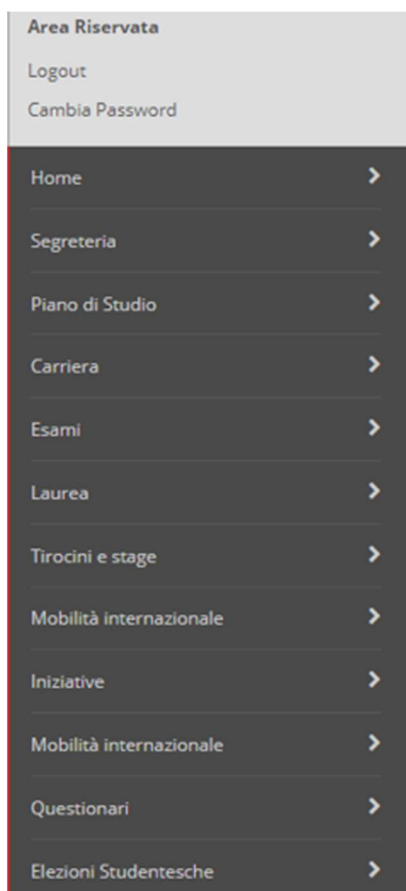 Area Riservata
Logout
Cambia Password
Home
Segreteria
Piano di Studio
Carriera
Esami
Laurea
Tirocini e stage
Mobilità internazionale
Iniziative
Mobilità internazionale
Questionari
Elezioni Studentesche